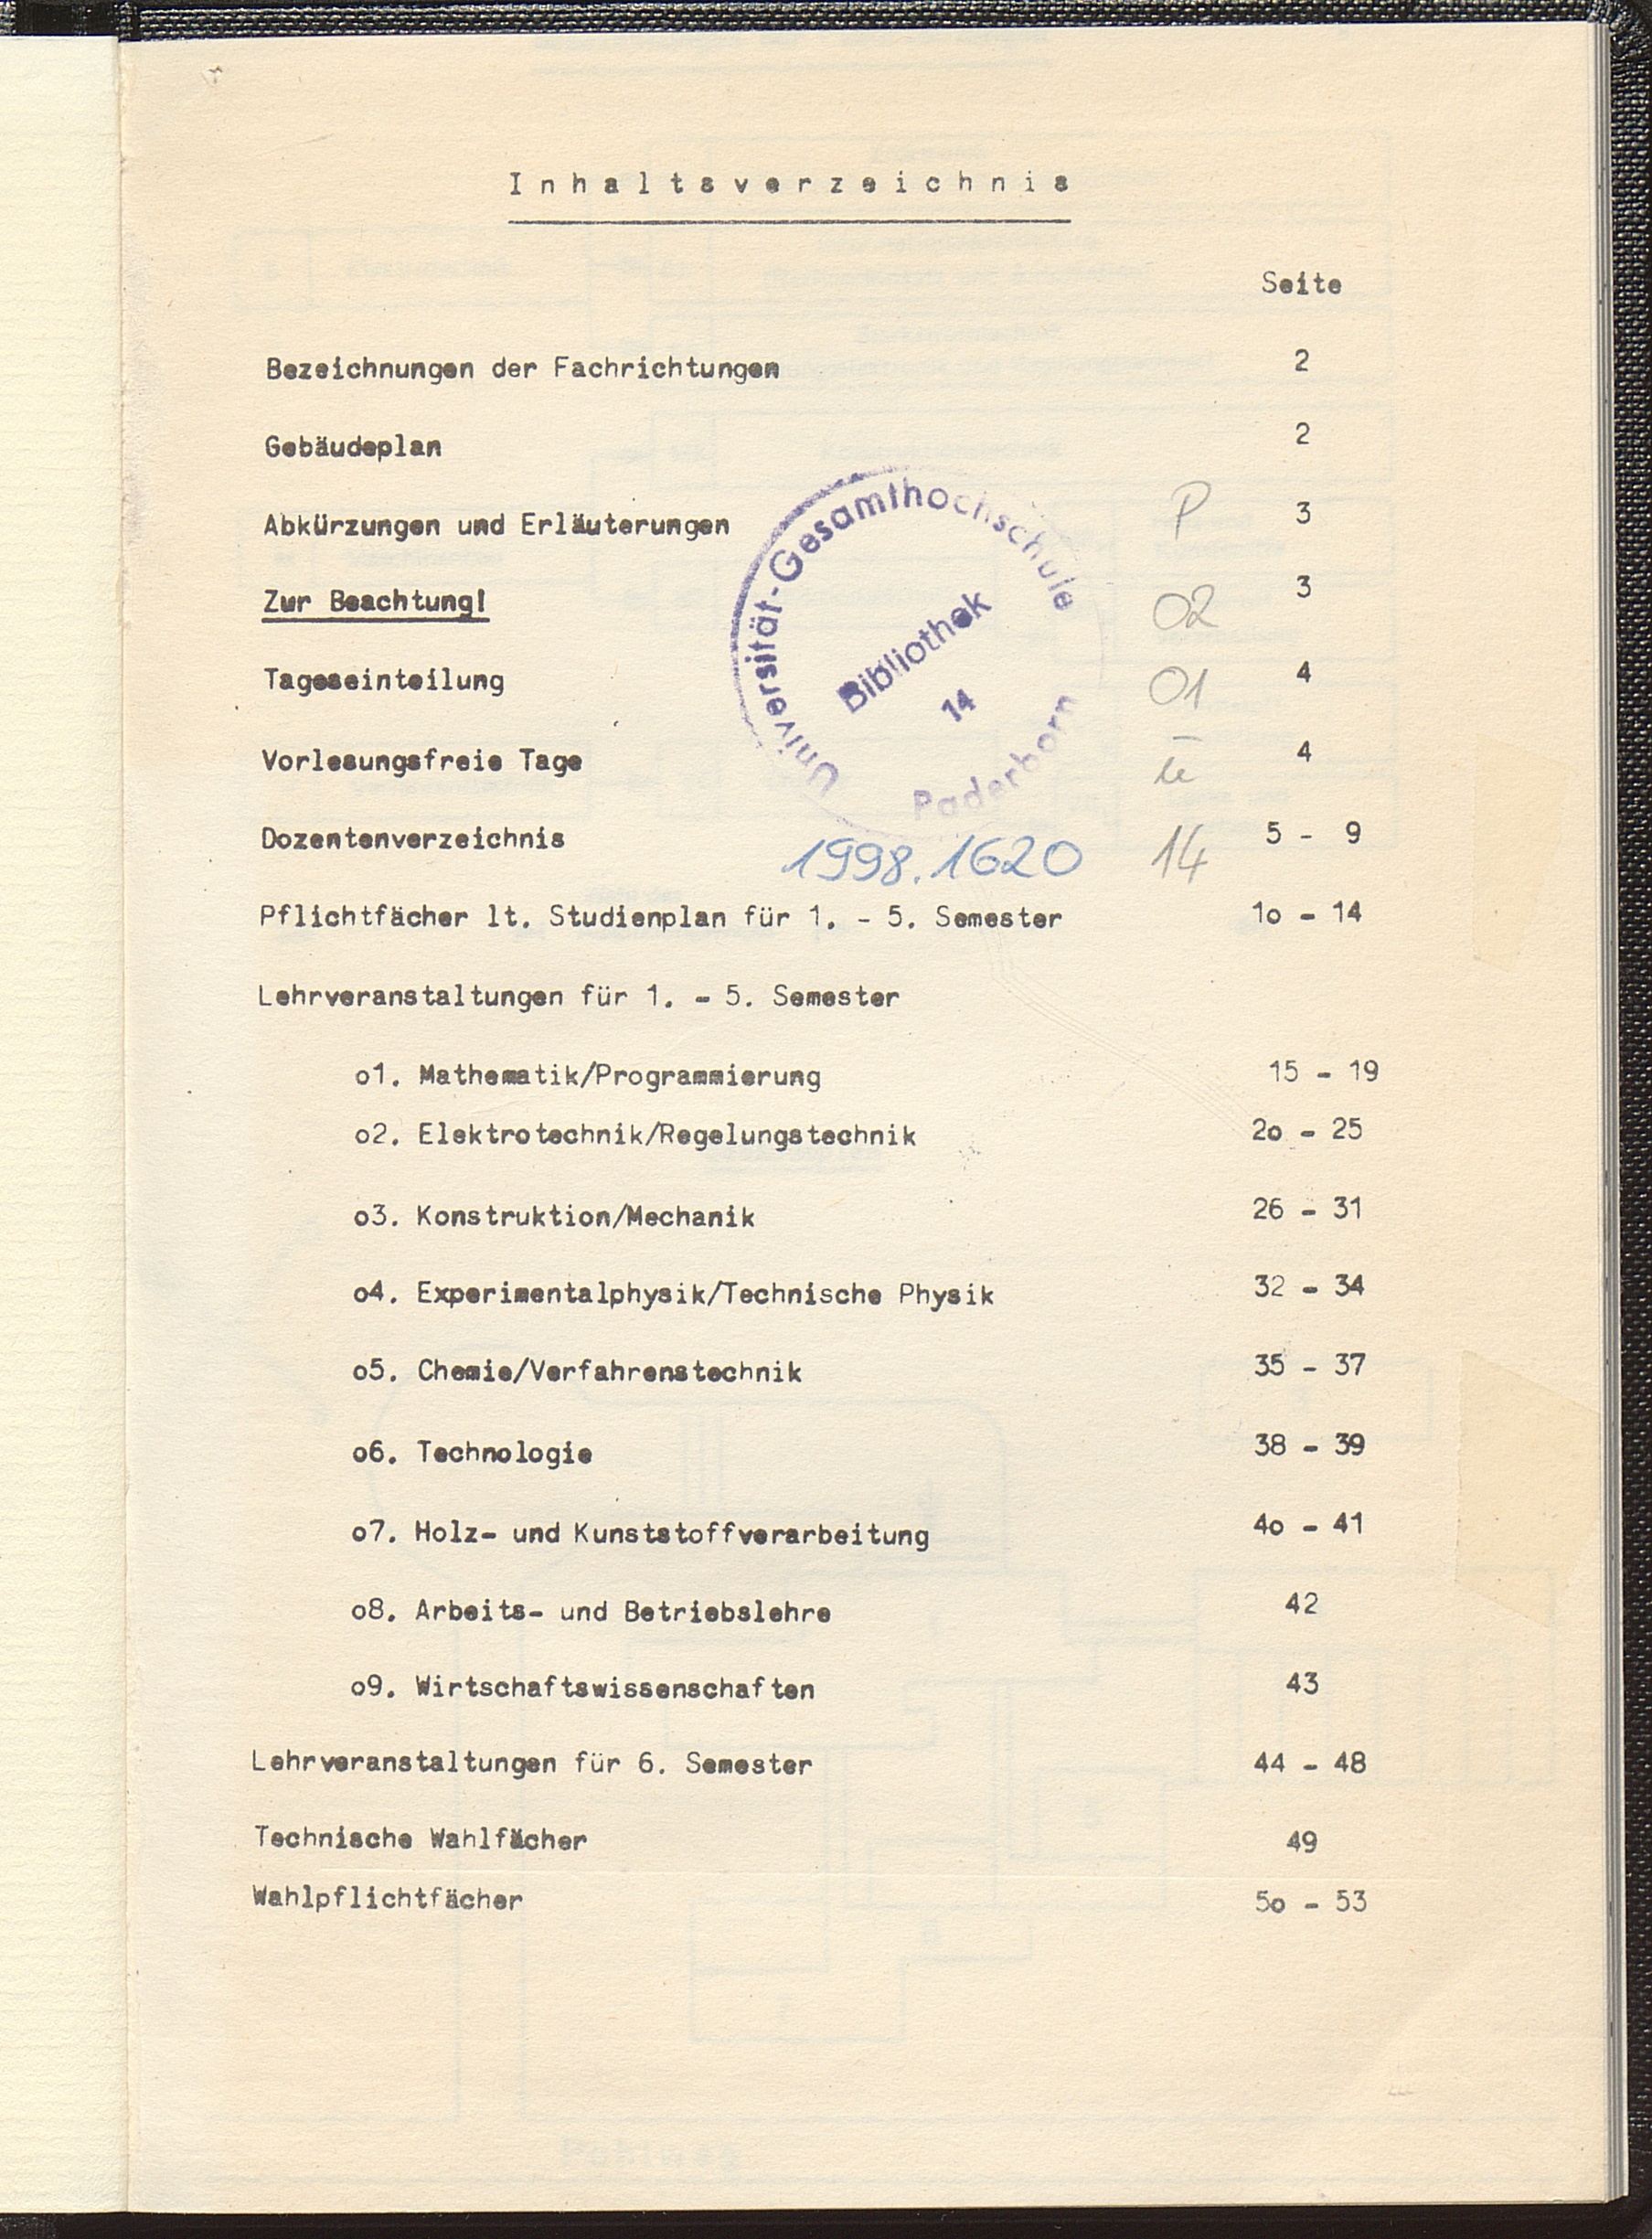 Inhaltsverzeichnis
Seite
Bezeichnungen der Fachrichtungen 2
Gebäudeplan 2
Abkürzungen und Erläuterungen 3
Zur Beachtung! 3
Tageseinteilung 4
Vorlesungsfreie Tage 4
Dozentenverzeichnis 5 - 9
Pflichtfächer lt. Studienplan für 1. - 5. Semester 1o - 14
Lehrveranstaltungen für 1. - 5. Semester
o1. Mathematik/Programmierung 15 - 19
o2. Elektrotechnik/Regelungstechnik 2o - 25
o3. Konstruktion/Mechanik 26 - 31
o4. Experimentalphysik/Technische Physik 32 - 34
o5. Chemie/Verfahrenstechnik 35 - 37
o6. Technologie 38 - 39
o7. Holz- und Kunststoffverarbeitung 4o - 41
o8. Arbeits- und Betriebslehre 42
o9. Wirtschaftswissenschaften 43
Lehrveranstaltungen für 6. Semester 44 - 48
Technische Wahlfächer 49
Wahlpflichtfächer 5o - 53
Universität-Gesamthochschule
Bibliothek
14
Paderborn
1998.1620
P
02
01
14